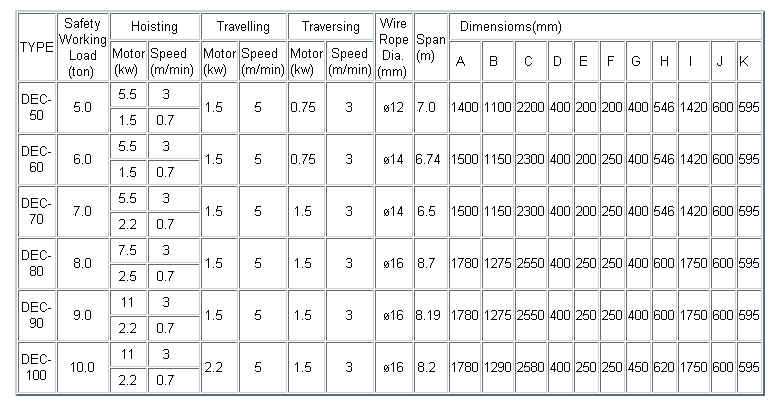 TYPE Safety Working Load (ton) Hoisting Travelling Traversing Wire Rope Dia. (mm) Span (m) Dimensioms(mm)
Motor (kw) Speed (m/min) Motor (kw) Speed (m/min) Motor (kw) Speed (m/min) A B C D E F G H I J K
DEC-50 5.0 5.5 3 1.5 5 0.75 3 ø12 7.0 1400 1100 2200 400 200 200 400 546 1420 600 595
1.5 0.7
DEC-60 6.0 5.5 3 1.5 5 0.75 3 ø14 6.74 1500 1150 2300 400 200 200 400 546 1420 600 595
1.5 0.7
DEC-70 7.0 5.5 3 1.5 5 1.5 3 ø14 6.5 1500 1150 2300 400 200 250 400 546 1420 600 595
2.2 0.7
DEC-80 8.0 7.5 3 1.5 5 1.5 3 ø16 8.7 1780 1275 2550 400 250 250 400 600 1750 600 595
2.5 0.7
DEC-90 9.0 11 3 1.5 5 1.5 3 ø16 8.19 1780 1275 2550 400 250 250 400 600 1750 600 595
2.2 0.7
DEC-100 10.0 11 3 2.2 5 1.5 3 ø16 8.2 1780 1290 2580 400 250 250 450 620 1750 600 595
2.2 0.7